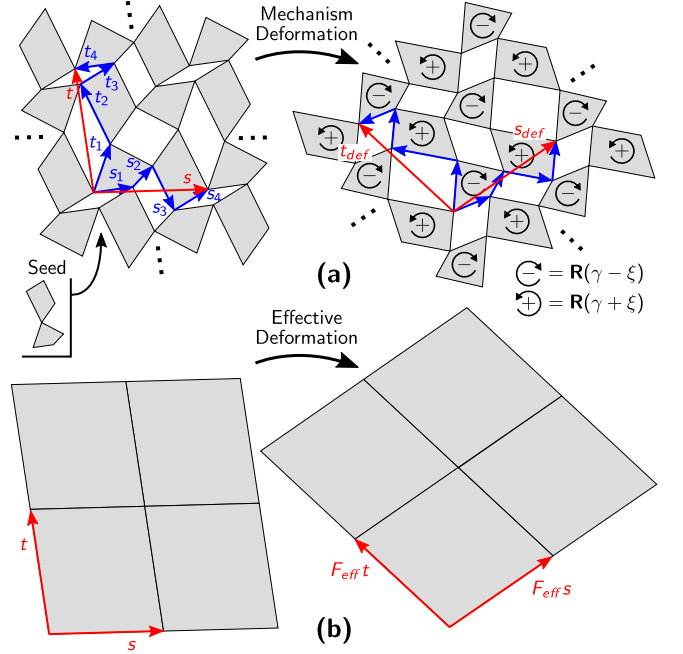 Mechanism
Deformation
t₄
t₃
t
t₂
t₁
s₂
s₁
s
s₃
s₄
Seed
(a)
− + − + − + − + − + − + −
t_def
s_def
− = R(γ − ξ)
+ = R(γ + ξ)
Effective
Deformation
t
s
F_eff t
F_eff s
(b)